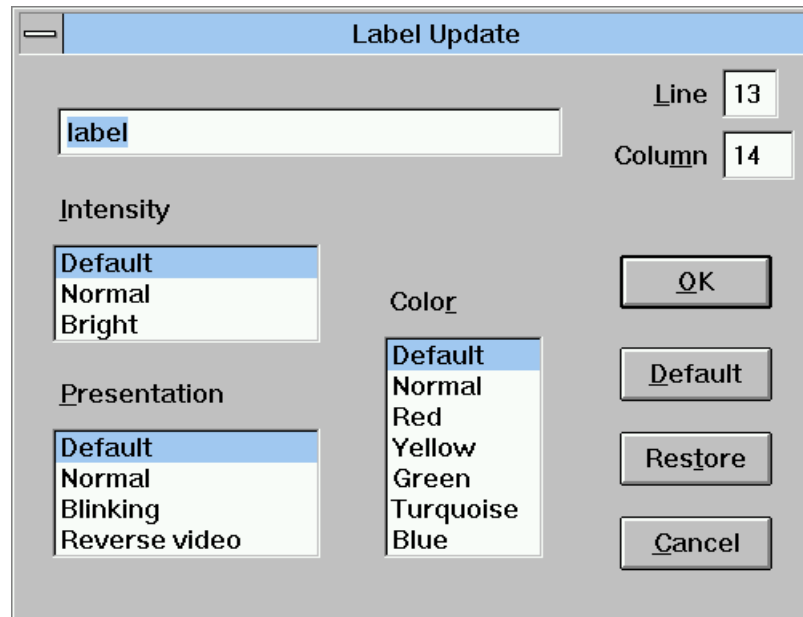 Label Update
Line 13
label
Column 14
Intensity
Default
Normal
Bright
Presentation
Default
Normal
Blinking
Reverse video
Color
Default
Normal
Red
Yellow
Green
Turquoise
Blue
OK
Default
Restore
Cancel